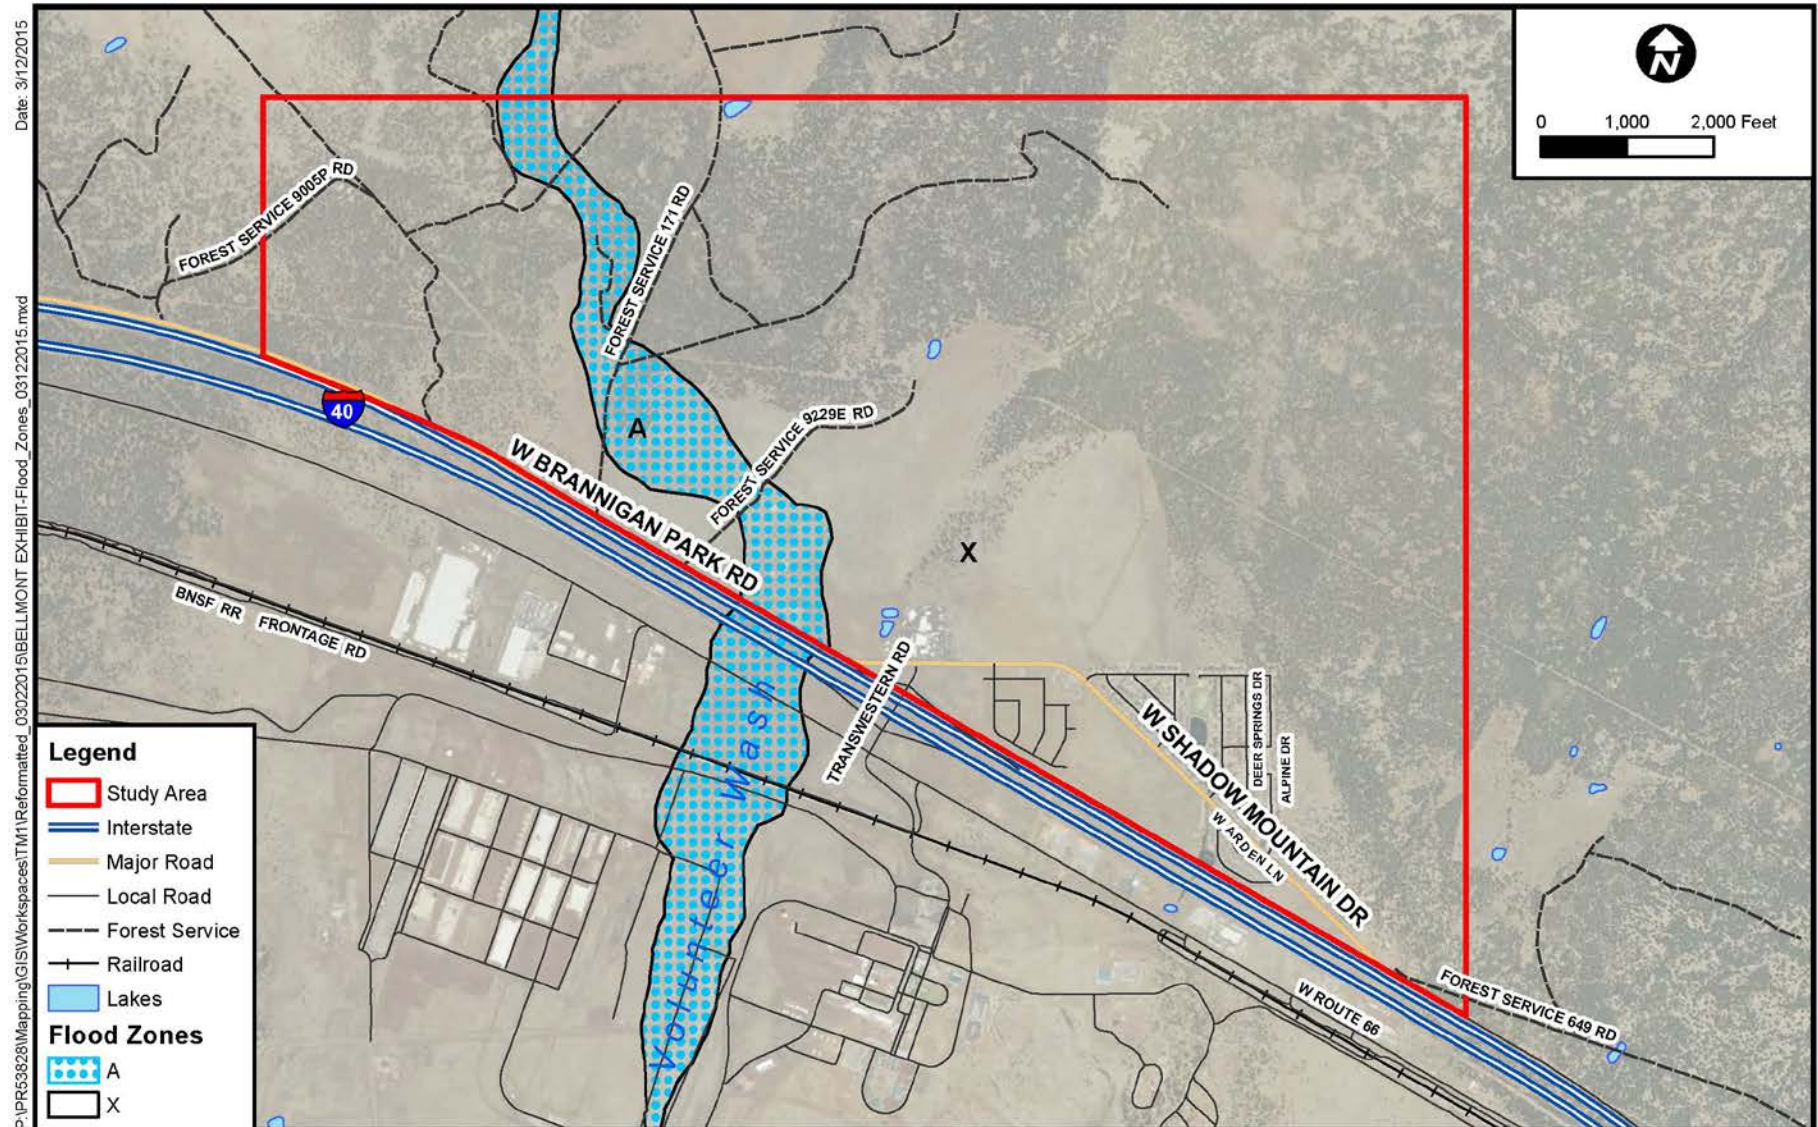 Date: 3/12/2015
P:\PR53828\Mapping\GIS\Workspaces\TM1\Reformatted_03022015\BELLMONT EXHIBIT-Flood_Zones_03122015.mxd
N
0 1,000 2,000 Feet
FOREST SERVICE 9005P RD
FOREST SERVICE 171 RD
40
A
FOREST SERVICE 9229E RD
W BRANNIGAN PARK RD
X
BNSF RR
FRONTAGE RD
TRANSWESTERN RD
W SHADOW MOUNTAIN DR
DEER SPRINGS DR
ALPINE DR
W ARDEN LN
Volunteer Wash
FOREST SERVICE 649 RD
W ROUTE 66
Legend
Study Area
Interstate
Major Road
Local Road
Forest Service
Railroad
Lakes
Flood Zones
A
X